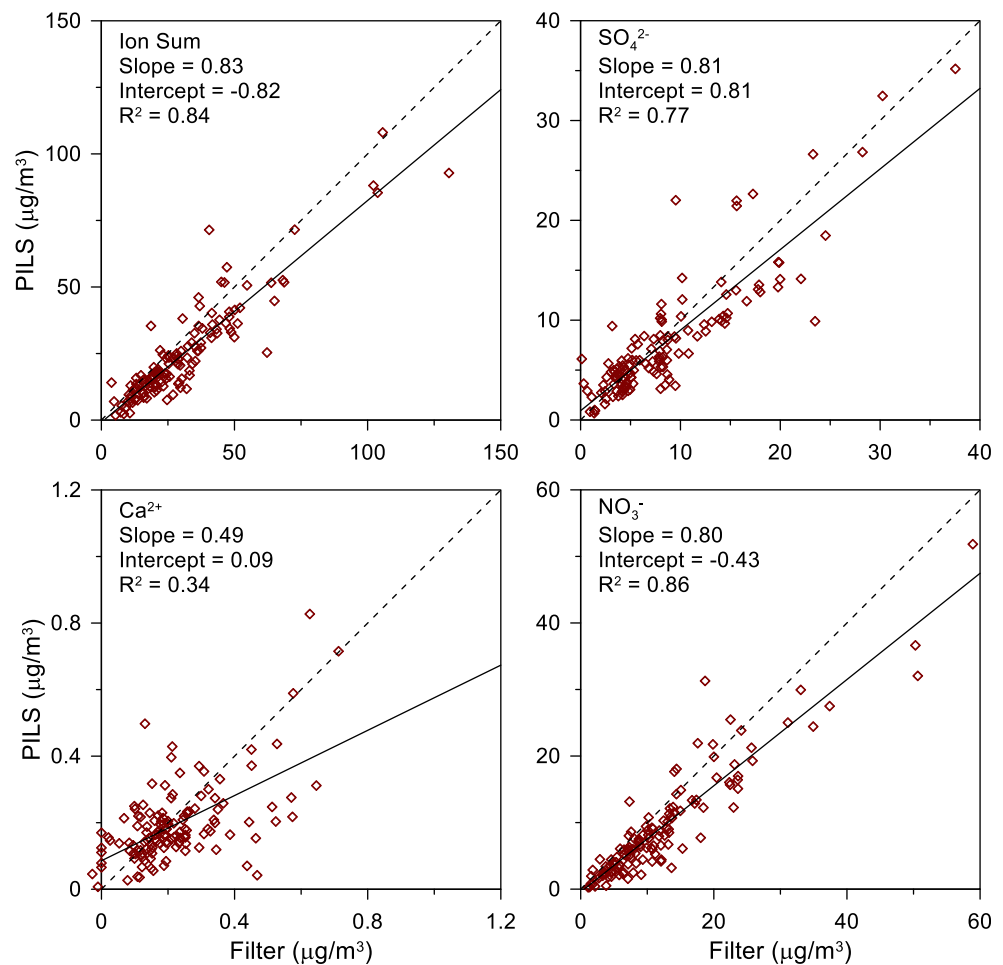 150
100
50
0
0
50
100
150
PILS (μg/m³)
Ion Sum
Slope = 0.83
Intercept = -0.82
R² = 0.84
40
30
20
10
0
0
10
20
30
40
SO₄²⁻
Slope = 0.81
Intercept = 0.81
R² = 0.77
1.2
0.8
0.4
0
0
0.4
0.8
1.2
PILS (μg/m³)
Filter (μg/m³)
Ca²⁺
Slope = 0.49
Intercept = 0.09
R² = 0.34
60
40
20
0
0
20
40
60
Filter (μg/m³)
NO₃⁻
Slope = 0.80
Intercept = -0.43
R² = 0.86